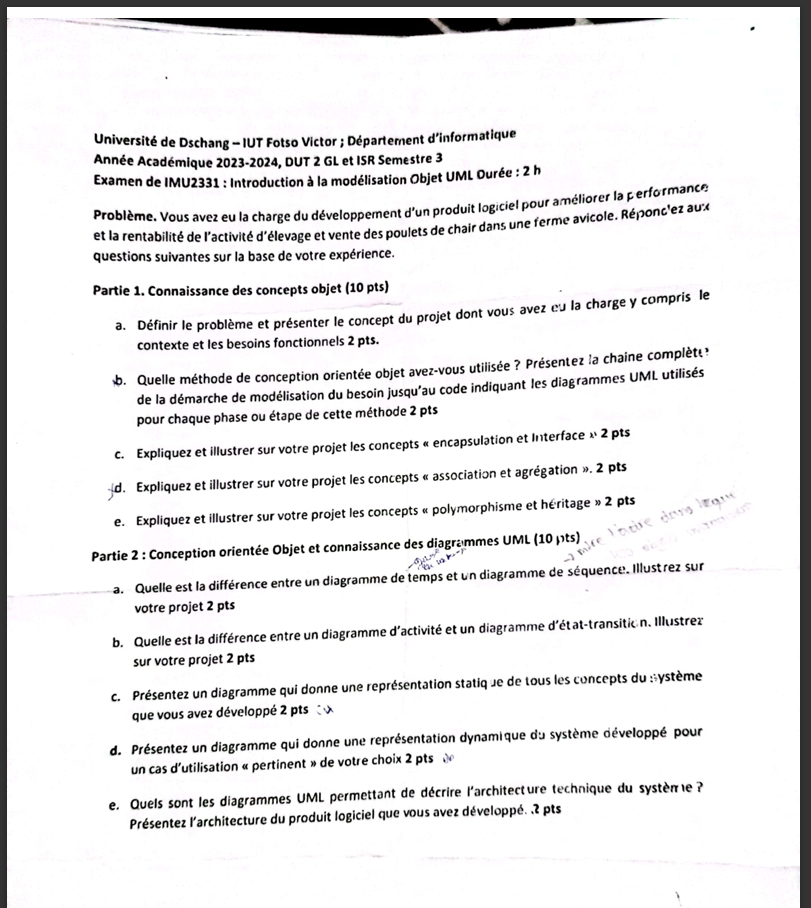 Université de Dschang – IUT Fotso Victor ; Département d'informatique
Année Académique 2023-2024, DUT 2 GL et ISR Semestre 3
Examen de IMU2331 : Introduction à la modélisation Objet UML Durée : 2 h
Problème. Vous avez eu la charge du développement d'un produit logiciel pour améliorer la performance
et la rentabilité de l'activité d'élevage et vente des poulets de chair dans une ferme avicole. Répondez aux
questions suivantes sur la base de votre expérience.
Partie 1. Connaissance des concepts objet (10 pts)
a. Définir le problème et présenter le concept du projet dont vous avez eu la charge y compris le
contexte et les besoins fonctionnels 2 pts.
b. Quelle méthode de conception orientée objet avez-vous utilisée ? Présentez la chaine complète
de la démarche de modélisation du besoin jusqu'au code indiquant les diagrammes UML utilisés
pour chaque phase ou étape de cette méthode 2 pts
c. Expliquez et illustrer sur votre projet les concepts « encapsulation et Interface » 2 pts
d. Expliquez et illustrer sur votre projet les concepts « association et agrégation ». 2 pts
e. Expliquez et illustrer sur votre projet les concepts « polymorphisme et héritage » 2 pts
Partie 2 : Conception orientée Objet et connaissance des diagrammes UML (10 pts)
a. Quelle est la différence entre un diagramme de temps et un diagramme de séquence. Illustrez sur
votre projet 2 pts
b. Quelle est la différence entre un diagramme d'activité et un diagramme d'état-transition. Illustrez
sur votre projet 2 pts
c. Présentez un diagramme qui donne une représentation statique de tous les concepts du système
que vous avez développé 2 pts
d. Présentez un diagramme qui donne une représentation dynamique du système développé pour
un cas d'utilisation « pertinent » de votre choix 2 pts
e. Quels sont les diagrammes UML permettant de décrire l'architecture technique du système ?
Présentez l'architecture du produit logiciel que vous avez développé. 2 pts